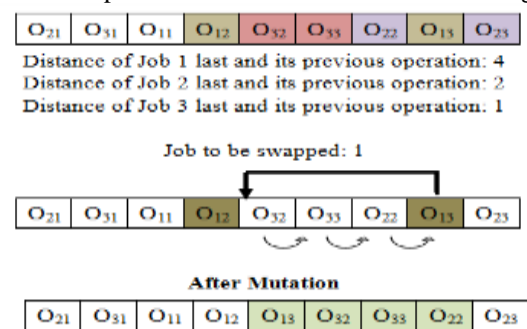 O21 O31 O11 O12 O32 O33 O22 O13 O23
Distance of Job 1 last and its previous operation: 4
Distance of Job 2 last and its previous operation: 2
Distance of Job 3 last and its previous operation: 1
Job to be swapped: 1
O21 O31 O11 O12 O32 O33 O22 O13 O23
After Mutation
O21 O31 O11 O12 O13 O32 O33 O22 O23